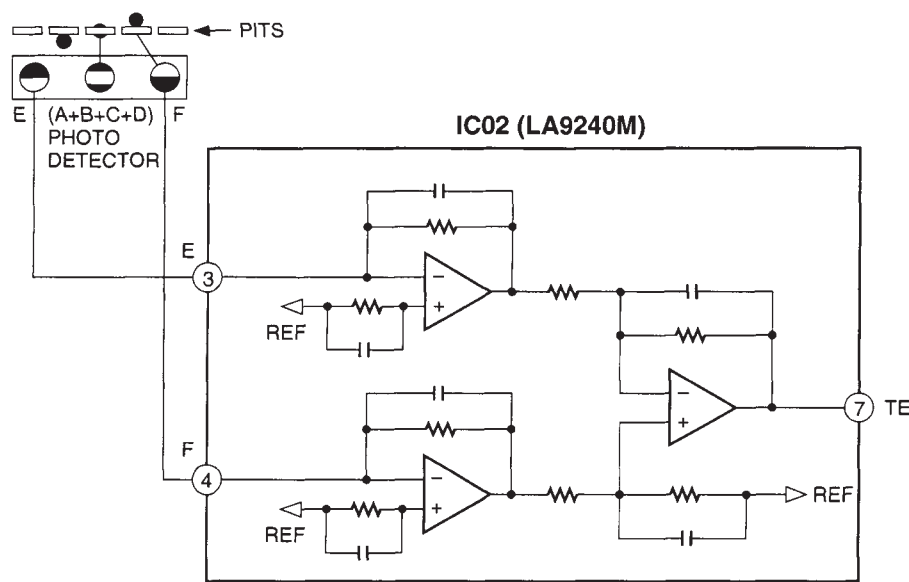 PITS
E (A+B+C+D) F
PHOTO
DETECTOR
IC02 (LA9240M)
E
3
−
+
REF
−
+
7 TE
F
4
−
+
REF
REF